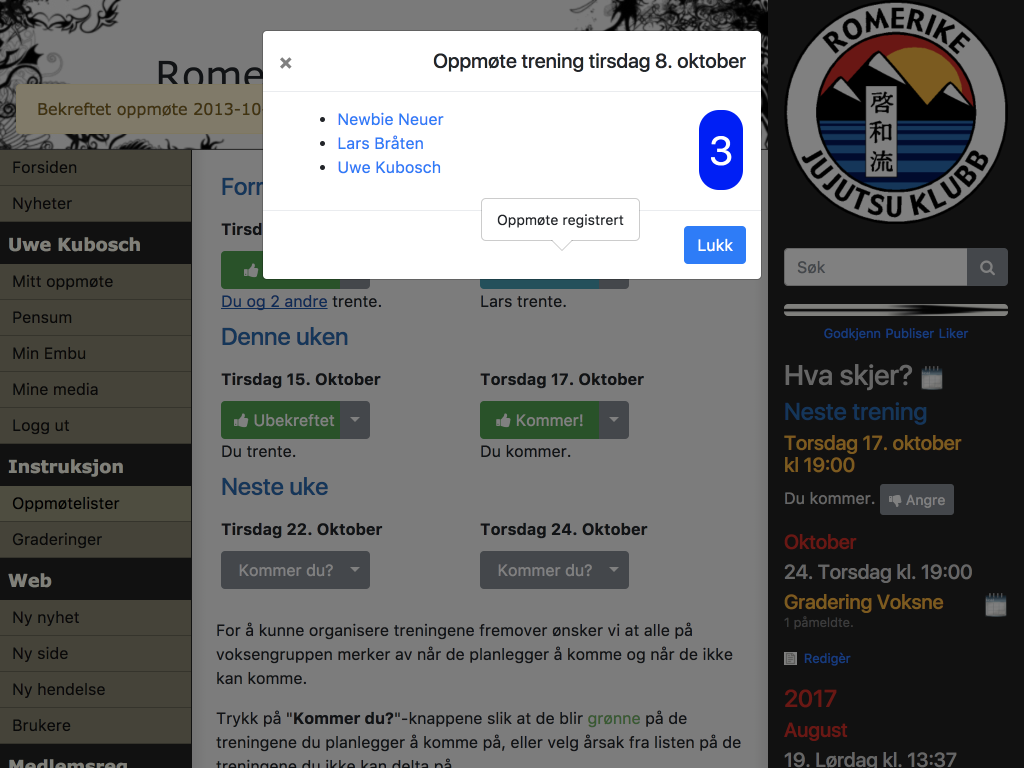 Rome
Bekreftet oppmøte 2013-10
×
Oppmøte trening tirsdag 8. oktober
Newbie Neuer
Lars Bråten
Uwe Kubosch
3
Oppmøte registrert
Lukk
Forsiden
Nyheter
Uwe Kubosch
Mitt oppmøte
Pensum
Min Embu
Mine media
Logg ut
Instruksjon
Oppmøtelister
Graderinger
Web
Ny nyhet
Ny side
Ny hendelse
Brukere
Medlemsreg
Tirsd
Du og 2 andre trente.
Lars trente.
Denne uken
Tirsdag 15. Oktober
Torsdag 17. Oktober
Ubekreftet
Kommer!
Du trente.
Du kommer.
Neste uke
Tirsdag 22. Oktober
Torsdag 24. Oktober
Kommer du?
Kommer du?
For å kunne organisere treningene fremover ønsker vi at alle på
voksengruppen merker av når de planlegger å komme og når de ikke
kan komme.
Trykk på "Kommer du?"-knappene slik at de blir grønne på de
treningene du planlegger å komme på, eller velg årsak fra listen på de
treningene du ikke kan delta på.
ROMERIKE
啓和流
JUJUTSU KLUBB
Søk
Godkjenn Publiser Liker
Hva skjer?
Neste trening
Torsdag 17. oktober
kl 19:00
Du kommer. Angre
Oktober
24. Torsdag kl. 19:00
Gradering Voksne
1 påmeldte.
Redigèr
2017
August
19. Lørdag kl. 13:37